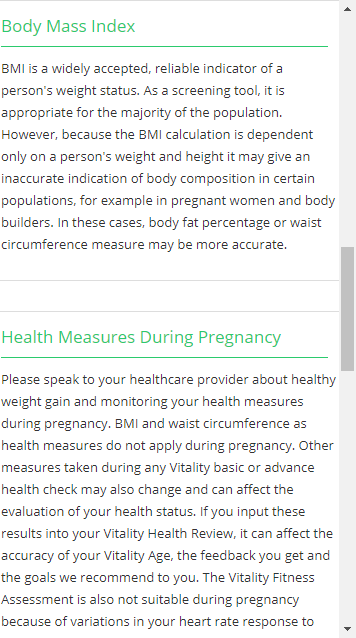 Body Mass Index
BMI is a widely accepted, reliable indicator of a
person's weight status. As a screening tool, it is
appropriate for the majority of the population.
However, because the BMI calculation is dependent
only on a person's weight and height it may give an
inaccurate indication of body composition in certain
populations, for example in pregnant women and body
builders. In these cases, body fat percentage or waist
circumference measure may be more accurate.
Health Measures During Pregnancy
Please speak to your healthcare provider about healthy
weight gain and monitoring your health measures
during pregnancy. BMI and waist circumference as
health measures do not apply during pregnancy. Other
measures taken during any Vitality basic or advance
health check may also change and can affect the
evaluation of your health status. If you input these
results into your Vitality Health Review, it can affect the
accuracy of your Vitality Age, the feedback you get and
the goals we recommend to you. The Vitality Fitness
Assessment is also not suitable during pregnancy
because of variations in your heart rate response to